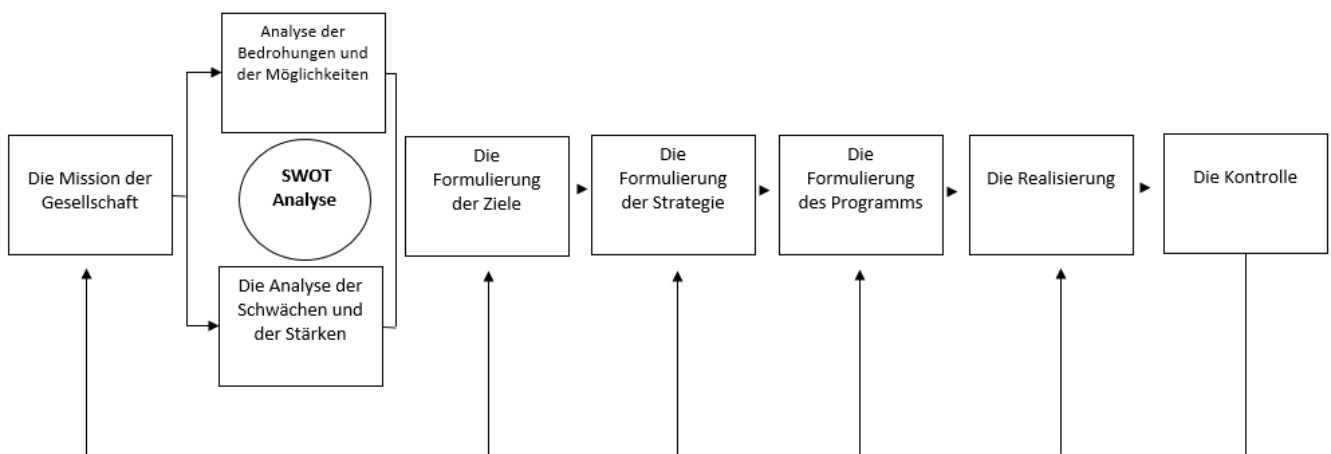 Analyse der
Bedrohungen und
der Möglichkeiten
Die Mission der
Gesellschaft
SWOT
Analyse
Die Analyse der
Schwächen und
der Stärken
Die
Formulierung
der Ziele
Die
Formulierung
der Strategie
Die
Formulierung
des Programms
Die Realisierung
Die Kontrolle